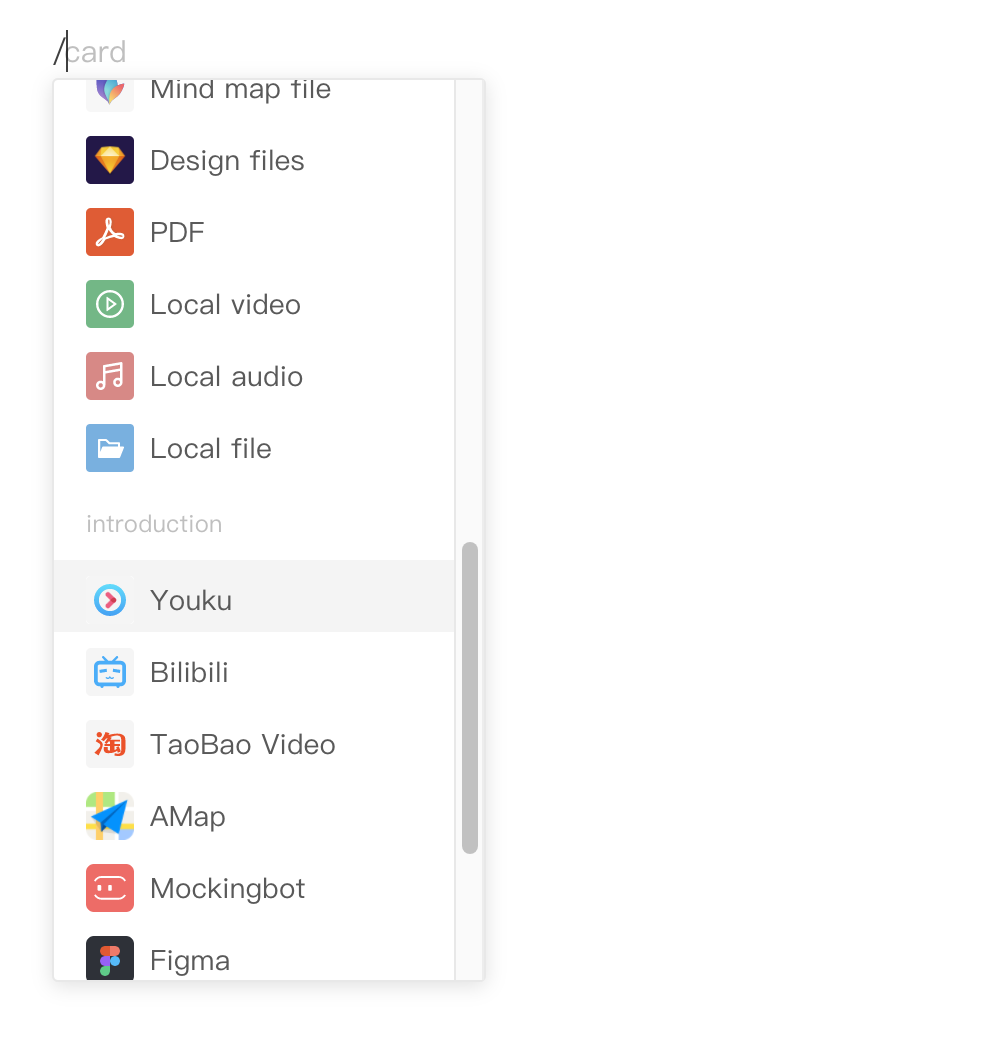 /card
Mind map file
Design files
PDF
Local video
Local audio
Local file
introduction
Youku
Bilibili
淘 TaoBao Video
AMap
Mockingbot
Figma